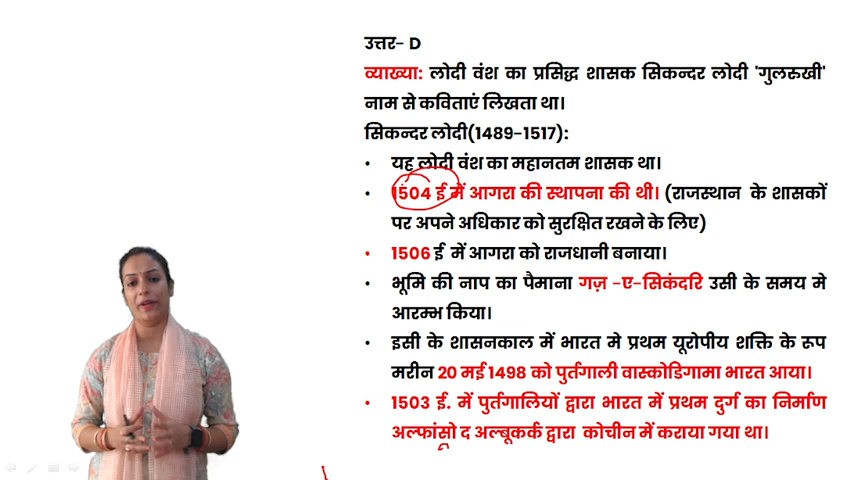 उत्तर- D
व्याख्या: लोदी वंश का प्रसिद्ध शासक सिकन्दर लोदी 'गुलरुखी'
नाम से कविताएं लिखता था।
सिकन्दर लोदी(1489-1517):
• यह लोदी वंश का महानतम शासक था।
• 1504 ई में आगरा की स्थापना की थी। (राजस्थान के शासकों
पर अपने अधिकार को सुरक्षित रखने के लिए)
• 1506 ई में आगरा को राजधानी बनाया।
• भूमि की नाप का पैमाना गज़ -ए-सिकंदरि उसी के समय मे
आरम्भ किया।
• इसी के शासनकाल में भारत मे प्रथम यूरोपीय शक्ति के रूप
मरीन 20 मई 1498 को पुर्तगाली वास्कोडिगामा भारत आया।
• 1503 ई. में पुर्तगालियों द्वारा भारत में प्रथम दुर्ग का निर्माण
अल्फांसो द अल्बूकर्क द्वारा कोचीन में कराया गया था।